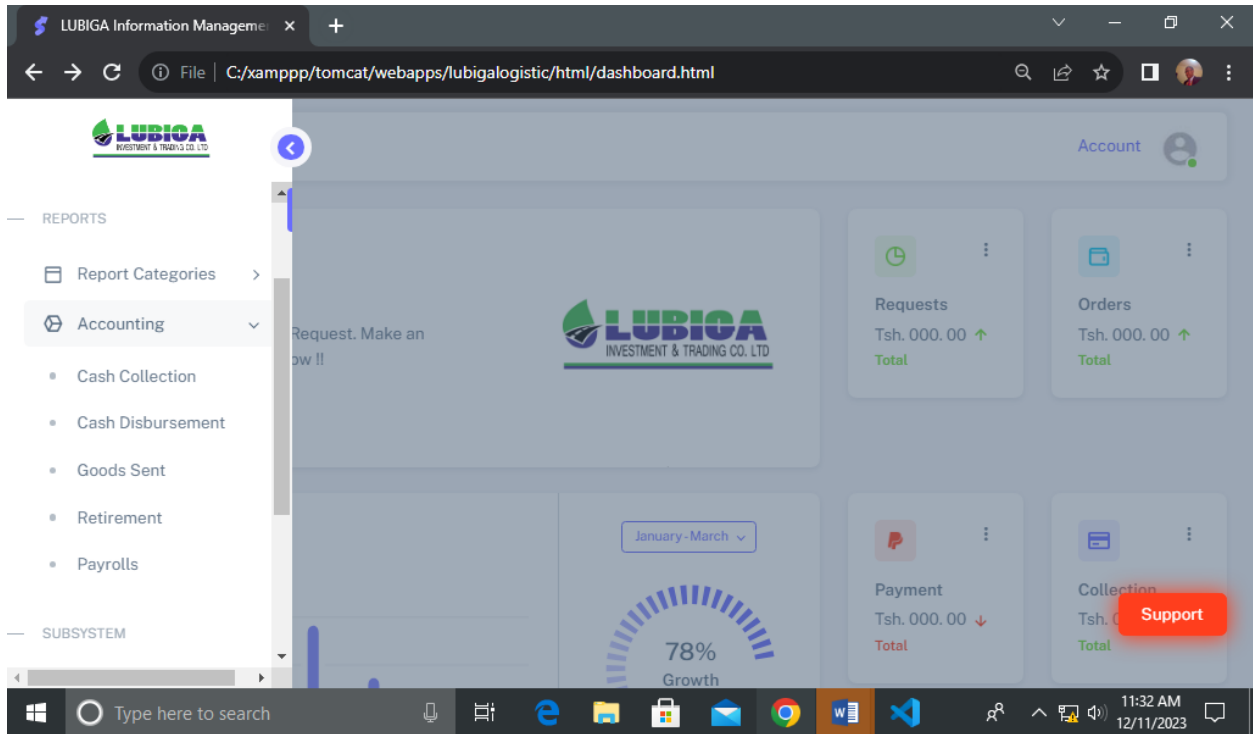 LUBIGA Information Managemer
File C:/xamppp/tomcat/webapps/lubigalogistic/html/dashboard.html
LUBIGA
INVESTMENT & TRADING CO. LTD
Account
REPORTS
Report Categories
Accounting
Cash Collection
Cash Disbursement
Goods Sent
Retirement
Payrolls
SUBSYSTEM
Request. Make an
ow !!
LUBIGA
INVESTMENT & TRADING CO. LTD
Requests
Tsh. 000. 00
Total
Orders
Tsh. 000. 00
Total
January - March
78%
Growth
Payment
Tsh. 000. 00
Total
Collection
Tsh.
Total
Support
Type here to search
11:32 AM
12/11/2023